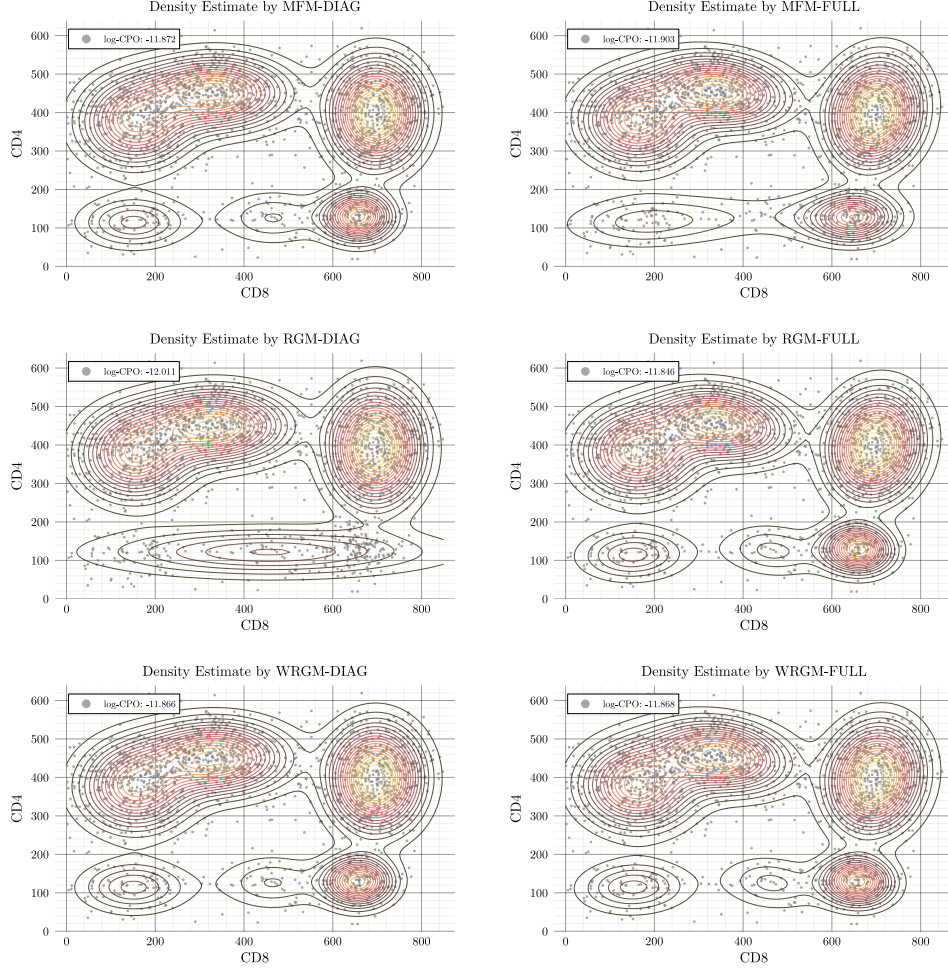 Density Estimate by MFM-DIAG
log-CPO: -11.872
600
500
400
300
200
100
0
CD4
0 200 400 600 800
CD8
Density Estimate by MFM-FULL
log-CPO: -11.903
600
500
400
300
200
100
0
CD4
0 200 400 600 800
CD8
Density Estimate by RGM-DIAG
log-CPO: -12.011
600
500
400
300
200
100
0
CD4
0 200 400 600 800
CD8
Density Estimate by RGM-FULL
log-CPO: -11.846
600
500
400
300
200
100
0
CD4
0 200 400 600 800
CD8
Density Estimate by WRGM-DIAG
log-CPO: -11.866
600
500
400
300
200
100
0
CD4
0 200 400 600 800
CD8
Density Estimate by WRGM-FULL
log-CPO: -11.868
600
500
400
300
200
100
0
CD4
0 200 400 600 800
CD8